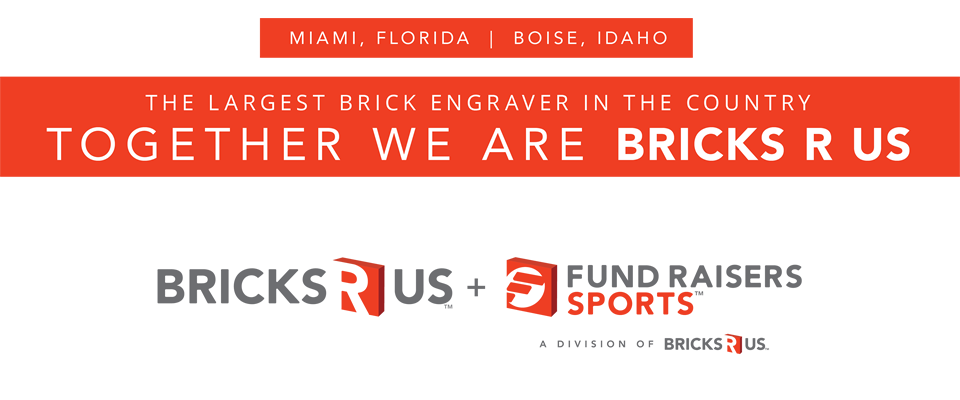 MIAMI, FLORIDA | BOISE, IDAHO
THE LARGEST BRICK ENGRAVER IN THE COUNTRY
TOGETHER WE ARE BRICKS R US
BRICKS R US™ + FUND RAISERS
SPORTS™
A DIVISION OF BRICKS R US™